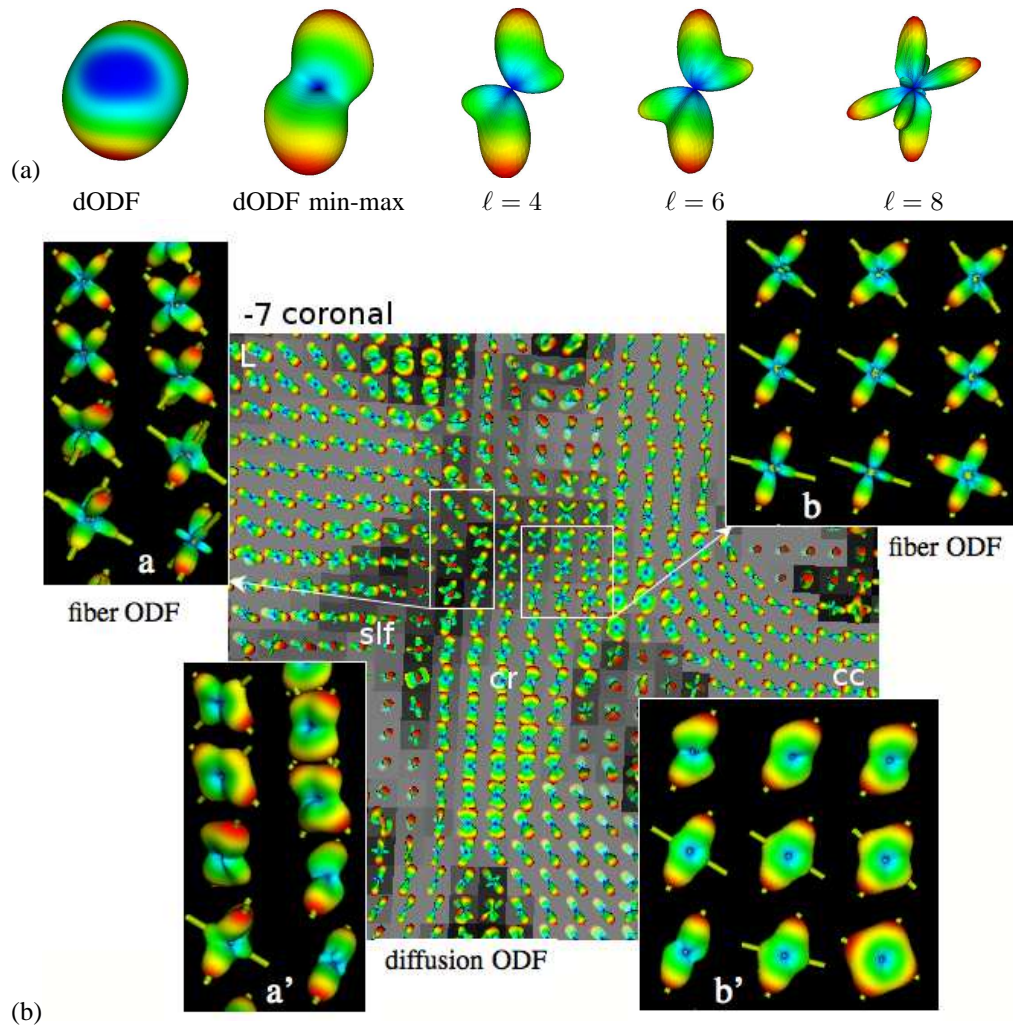 (a)
dODF
dODF min-max
ℓ = 4
ℓ = 6
ℓ = 8
-7 coronal
L
a
fiber ODF
b
fiber ODF
slf
cr
cc
a’
diffusion ODF
b’
(b)